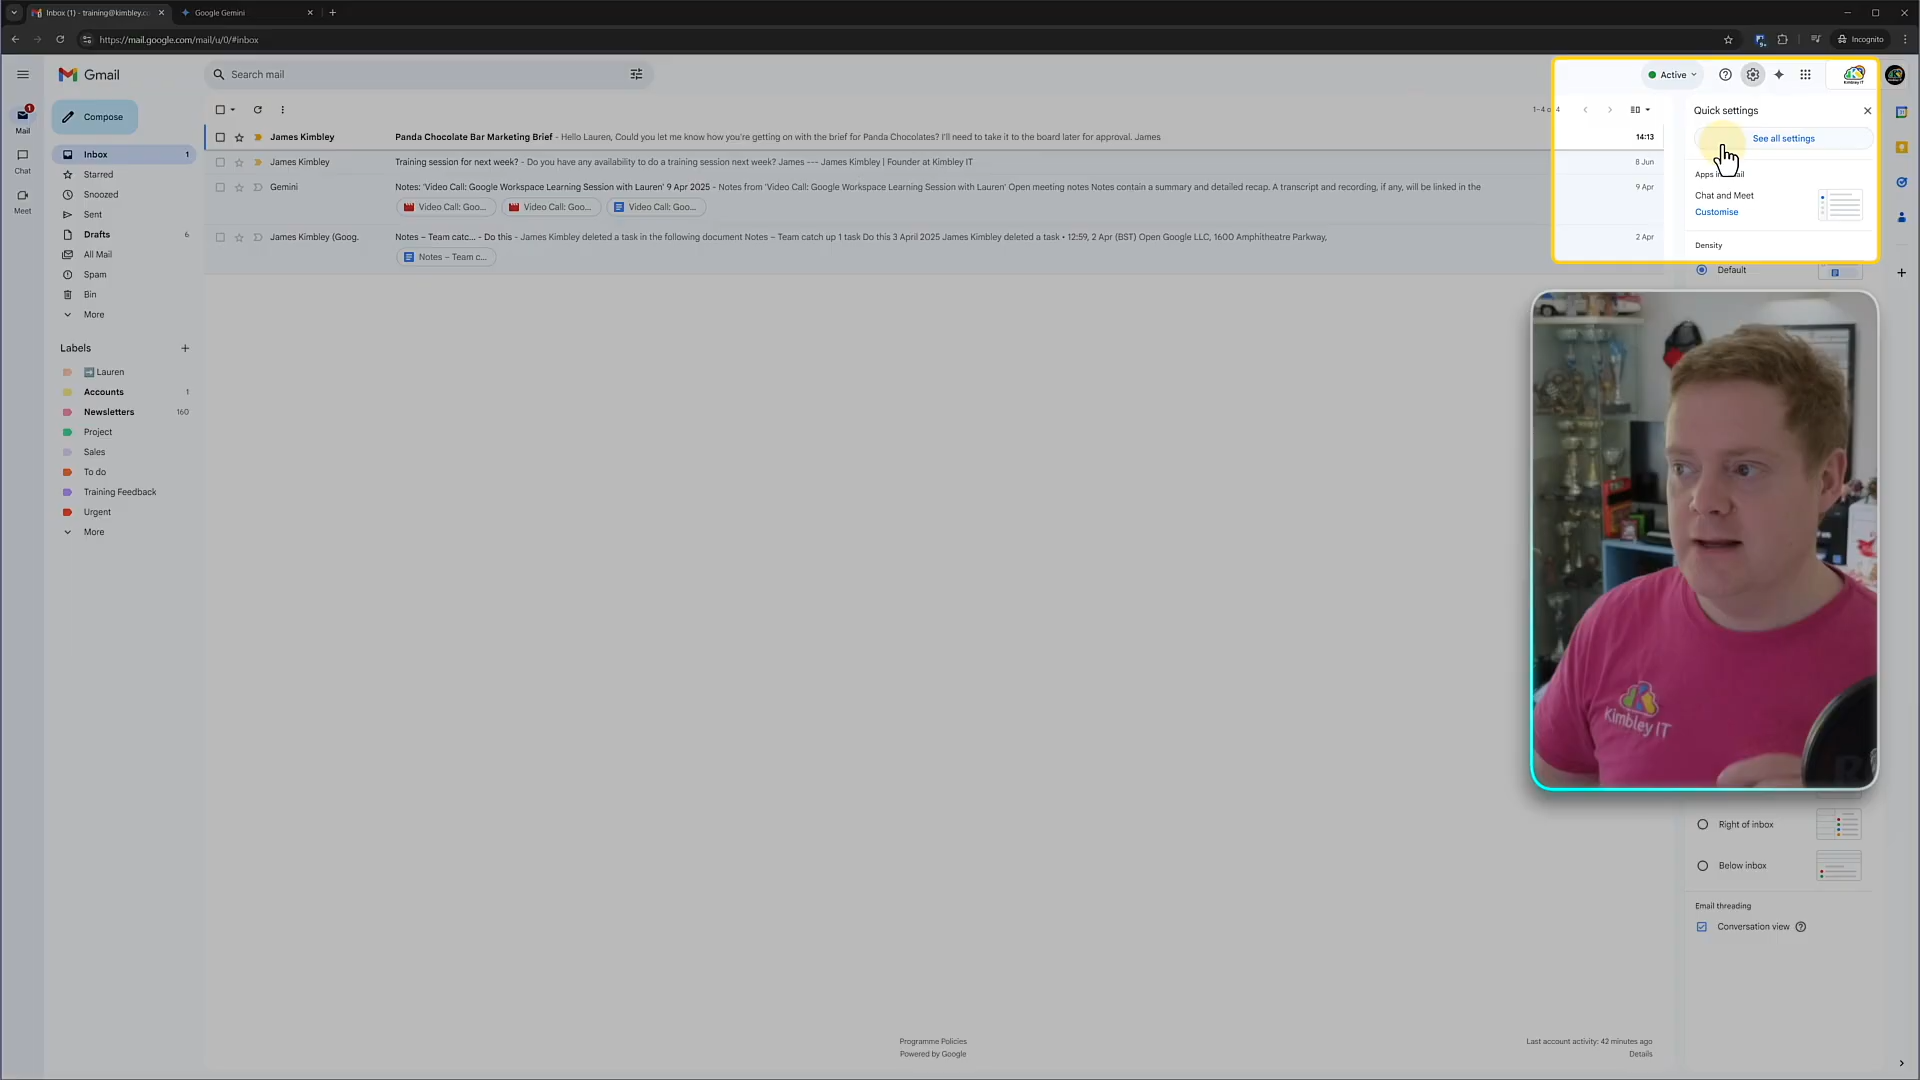 Inbox (1) - training@kimbley.c
Google Gemini
https://mail.google.com/mail/u/0/#inbox
Incognito
Gmail
Search mail
Active
Kimbley IT
1
Mail
Chat
Meet
Compose
Inbox 1
Starred
Snoozed
Sent
Drafts 6
All Mail
Spam
Bin
More
Labels
Lauren
Accounts 1
Newsletters 160
Project
Sales
To do
Training Feedback
Urgent
More
James Kimbley Panda Chocolate Bar Marketing Brief - Hello Lauren, Could you let me know how you're getting on with the brief for Panda Chocolates? I'll need to take it to the board later for approval. James 14:13
James Kimbley Training session for next week? - Do you have any availability to do a training session next week? James --- James Kimbley | Founder at Kimbley IT 8 Jun
Gemini Notes: 'Video Call: Google Workspace Learning Session with Lauren' 9 Apr 2025 - Notes from 'Video Call: Google Workspace Learning Session with Lauren' Open meeting notes Notes contain a summary and detailed recap. A transcript and recording, if any, will be linked in the 9 Apr
Video Call: Goo... Video Call: Goo... Video Call: Goo...
James Kimbley (Goog. Notes – Team catc... - Do this - James Kimbley deleted a task in the following document Notes – Team catch up 1 task Do this 3 April 2025 James Kimbley deleted a task • 12:59, 2 Apr (BST) Open Google LLC, 1600 Amphitheatre Parkway, 2 Apr
Notes – Team c...
Quick settings
See all settings
Chat and Meet
Customise
Density
Default
Kimbley IT
Right of inbox
Below inbox
Email threading
Conversation view
Programme Policies
Powered by Google
Last account activity: 42 minutes ago
Details